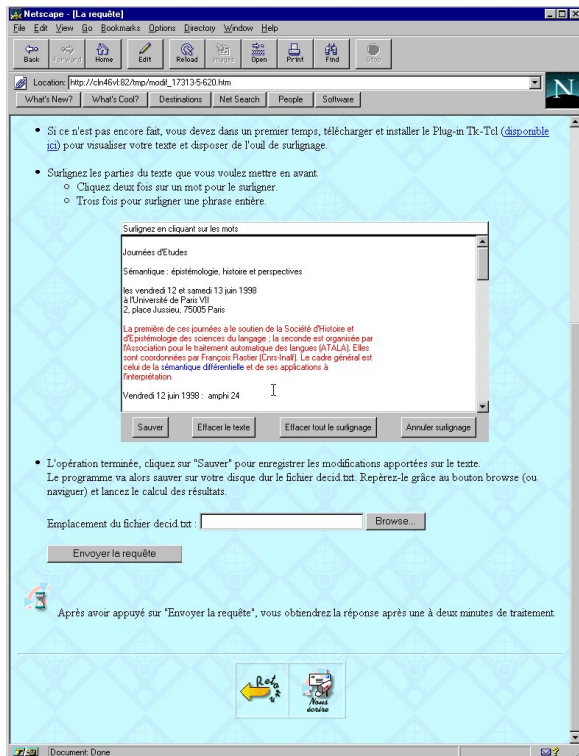 Netscape - [La requête]
File Edit View Go Bookmarks Options Directory Window Help
Back Forward Home Edit Reload Images Open Print Find Stop
Location: http://cln46vl:82/tmp/modif_17313-5-620.htm
What's New? What's Cool? Destinations Net Search People Software
N
Si ce n'est pas encore fait, vous devez dans un premier temps, télécharger et installer le Plug-in Tk-Tcl (disponible
ici) pour visualiser votre texte et disposer de l'ouil de surlignage.
Surlignez les parties du texte que vous voulez mettre en avant.
Cliquez deux fois sur un mot pour le surligner.
Trois fois pour surligner une phrase entière.
Surlignez en cliquant sur les mots
Journées d'Etudes
Sémantique : épistémologie, histoire et perspectives
les vendredi 12 et samedi 13 juin 1998
à l'Université de Paris VII
2, place Jussieu, 75005 Paris
La première de ces journées a le soutien de la Société d'Histoire et
d'Epistémologie des sciences du langage ; la seconde est organisée par
l'Association pour le traitement automatique des langues (ATALA). Elles
sont coordonnées par François Rastier (Cnrs-Inalf). Le cadre général est
celui de la sémantique différentielle et de ses applications à
l'interprétation.
Vendredi 12 juin 1998 : amphi 24
Sauver Effacer le texte Effacer tout le surlignage Annuler surlignage
L'opération terminée, cliquez sur "Sauver" pour enregistrer les modifications apportées sur le texte.
Le programme va alors sauver sur votre disque dur le fichier decid.txt. Repèrez-le grâce au bouton browse (ou
naviguer) et lancez le calcul des résultats.
Emplacement du fichier decid.txt : Browse...
Envoyer la requête
Après avoir appuyé sur "Envoyer la requête", vous obtiendrez la réponse après une à deux minutes de traitement.
Retour
Nous
écrire
Document: Done